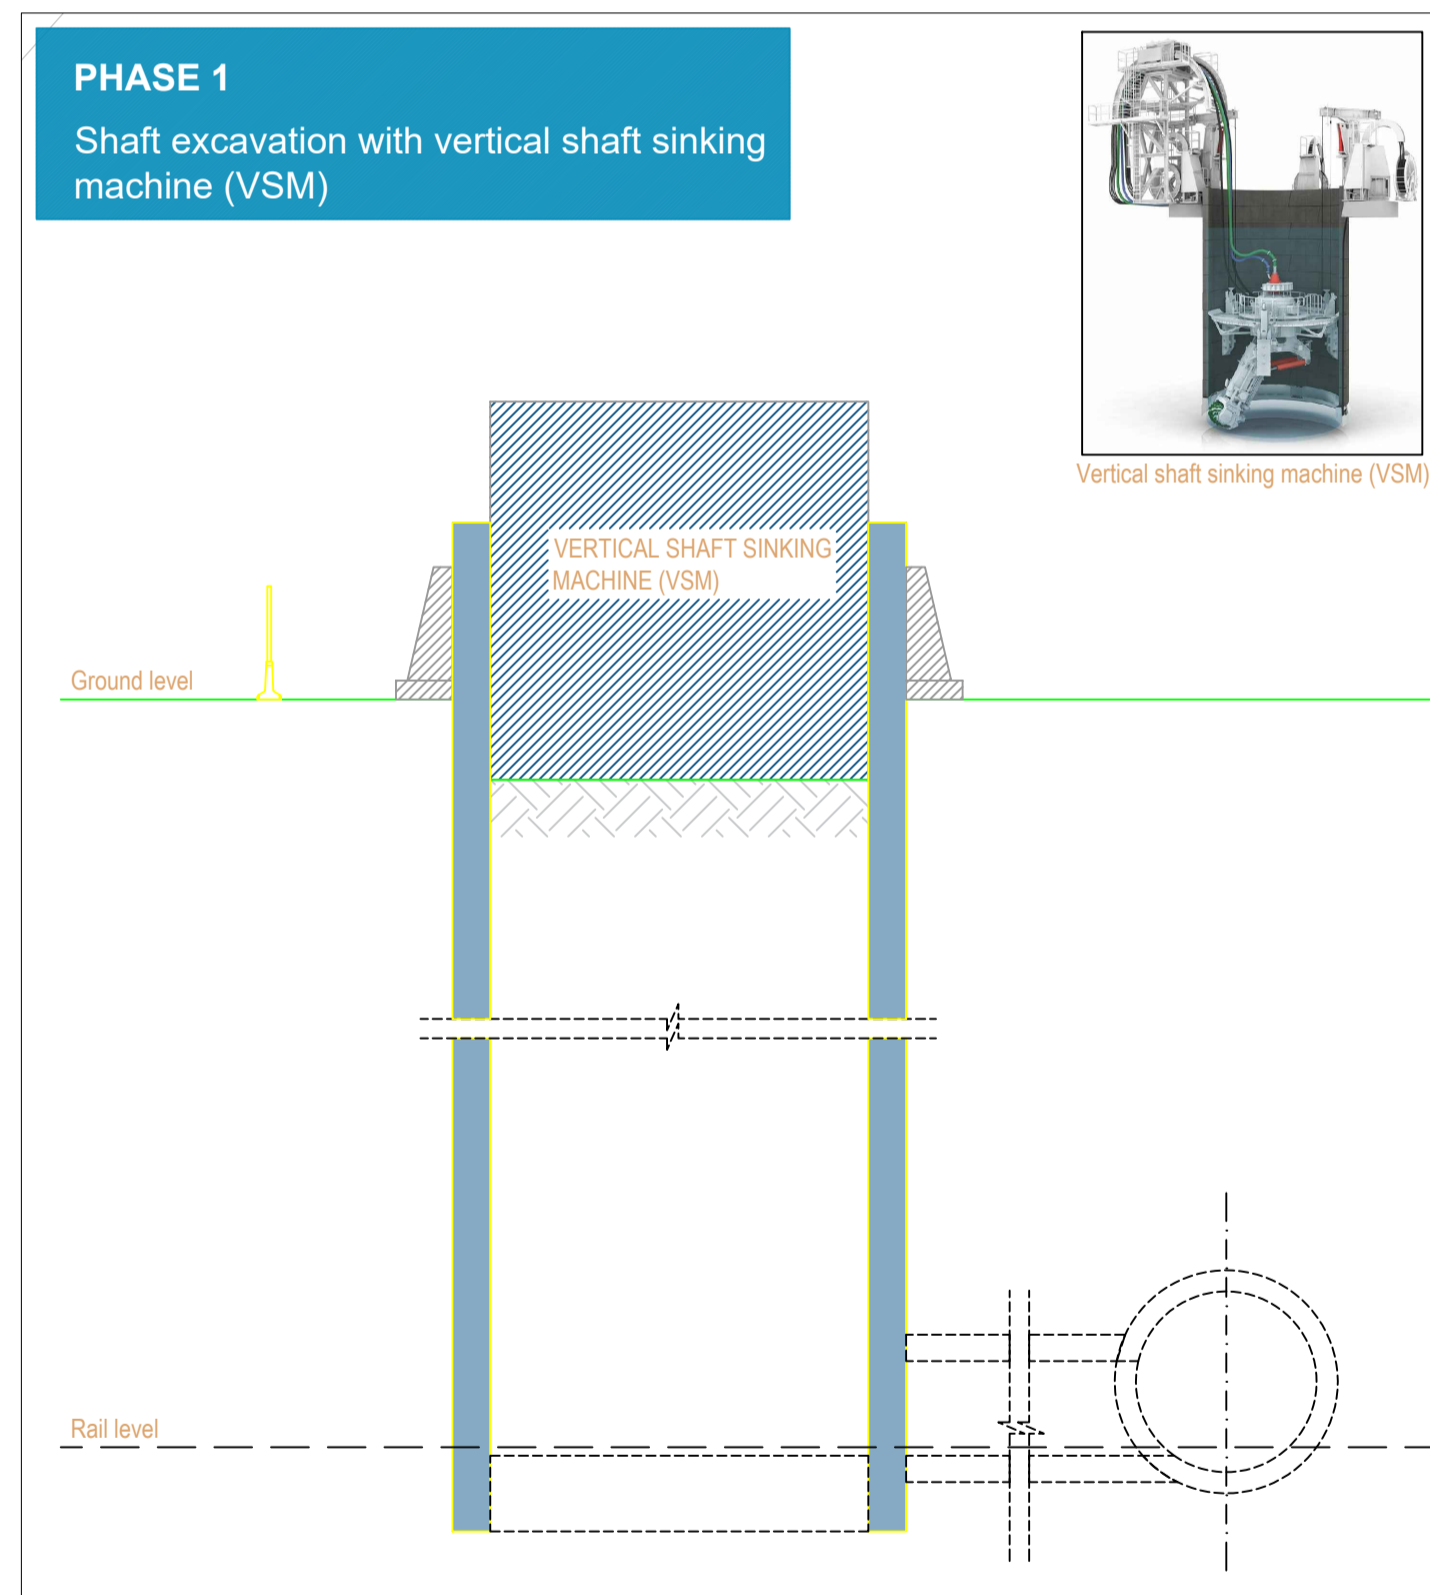 PHASE 1
Shaft excavation with vertical shaft sinking
machine (VSM)
Vertical shaft sinking machine (VSM)
VERTICAL SHAFT SINKING
MACHINE (VSM)
Ground level
Rail level